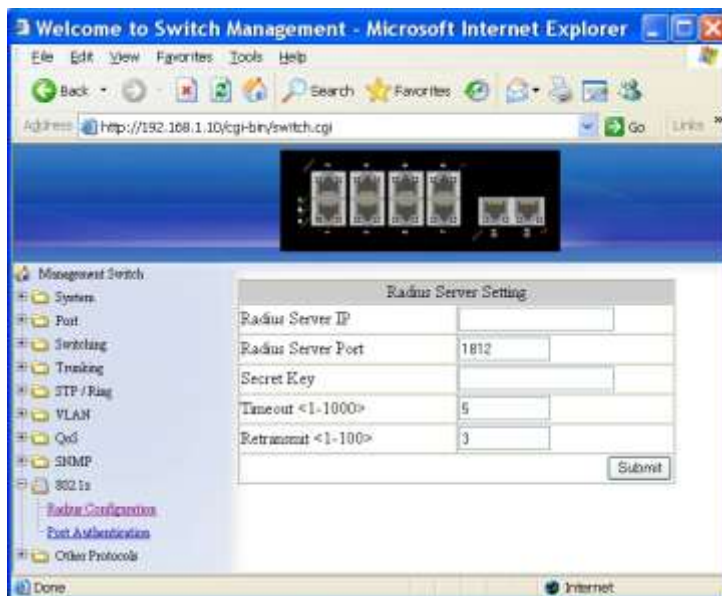 Welcome to Switch Management - Microsoft Internet Explorer
File Edit View Favorites Tools Help
Back Search Favorites
Address http://192.168.1.10/cgi-bin/switch.cgi Go Links »
Management Switch
System
Port
Switching
Trunking
STP / Ring
VLAN
QoS
SNMP
802.1x
Radius Configuration
Port Authentication
Other Protocols
Radius Server Setting
Radius Server IP
Radius Server Port 1812
Secret Key
Timeout <1-1000> 5
Retransmit <1-100> 3
Submit
Done Internet